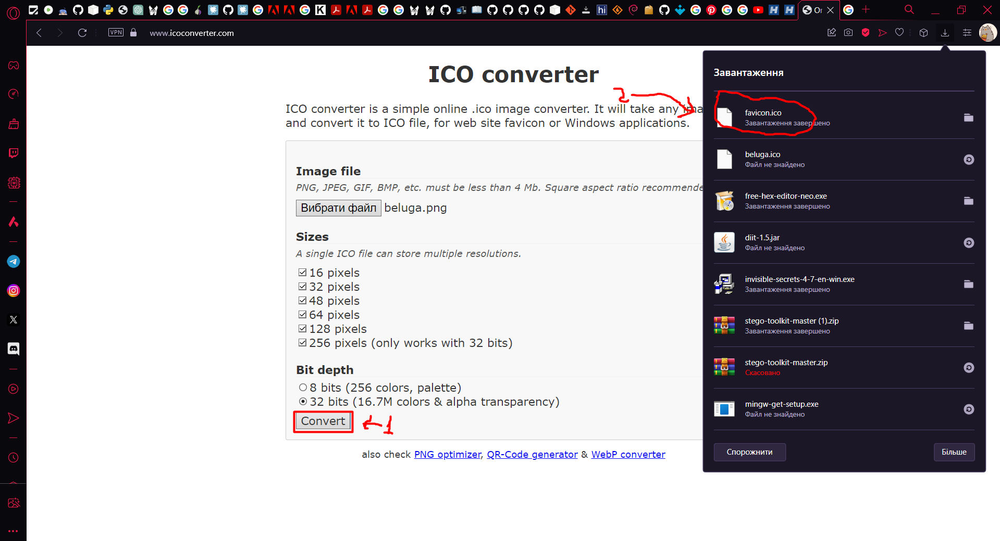 On
VPN
www.icoconverter.com
ICO converter
ICO converter is a simple online .ico image converter. It will take any ima
and convert it to ICO file, for web site favicon or Windows applications.
Image file
PNG, JPEG, GIF, BMP, etc. must be less than 4 Mb. Square aspect ratio recommende
Вибрати файл beluga.png
Sizes
A single ICO file can store multiple resolutions.
16 pixels
32 pixels
48 pixels
64 pixels
128 pixels
256 pixels (only works with 32 bits)
Bit depth
8 bits (256 colors, palette)
32 bits (16.7M colors & alpha transparency)
Convert
1
also check PNG optimizer, QR-Code generator & WebP converter
2
Завантаження
favicon.ico
Завантаження завершено
beluga.ico
Файл не знайдено
free-hex-editor-neo.exe
Завантаження завершено
diit-1.5.jar
Файл не знайдено
invisible-secrets-4-7-en-win.exe
Завантаження завершено
stego-toolkit-master (1).zip
Завантаження завершено
stego-toolkit-master.zip
Скасовано
mingw-get-setup.exe
Файл не знайдено
Спорожнити
Більше